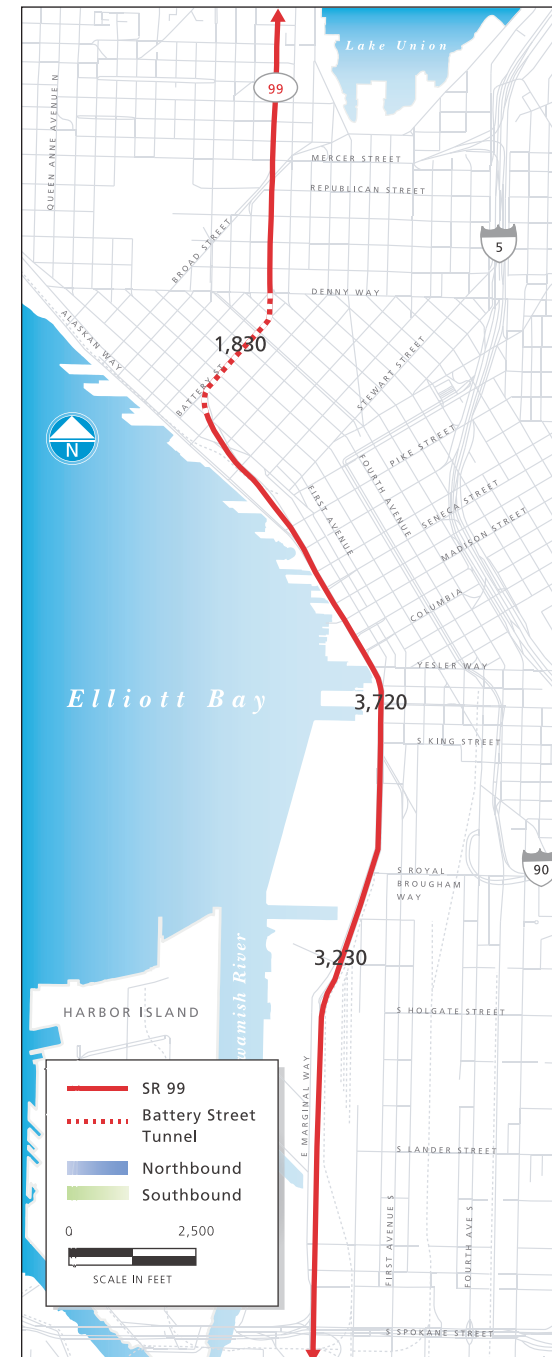 Lake Union
99
QUEEN ANNE AVENUE N
MERCER STREET
REPUBLICAN STREET
BROAD STREET
5
DENNY WAY
ALASKAN WAY
1,830
BATTERY ST
STEWART STREET
N
PIKE STREET
FOURTH AVENUE
FIRST AVENUE
SENECA STREET
MADISON STREET
COLUMBIA
YESLER WAY
Elliott Bay
3,720
S KING STREET
S ROYAL
BROUGHAM
WAY
90
3,230
wamish River
HARBOR ISLAND
S HOLGATE STREET
E MARGINAL WAY
SR 99
Battery Street
Tunnel
Northbound
Southbound
0 2,500
SCALE IN FEET
S LANDER STREET
FIRST AVENUE S
FOURTH AVE S
S SPOKANE STREET